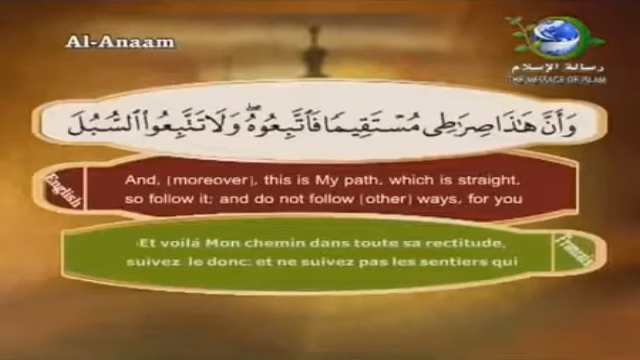 Al-Anaam
رسالة الإسلام
THE MESSAGE OF ISLAM
وَأَنَّ هَٰذَا صِرَٰطِى مُسْتَقِيمًا فَٱتَّبِعُوهُ ۖ وَلَا تَتَّبِعُوا۟ ٱلسُّبُلَ
English
And, [moreover], this is My path, which is straight,
so follow it; and do not follow [other] ways, for you
Francais
·Et voilá Mon chemin dans toute sa rectitude,
suivez le donc; et ne suivez pas les sentiers qui